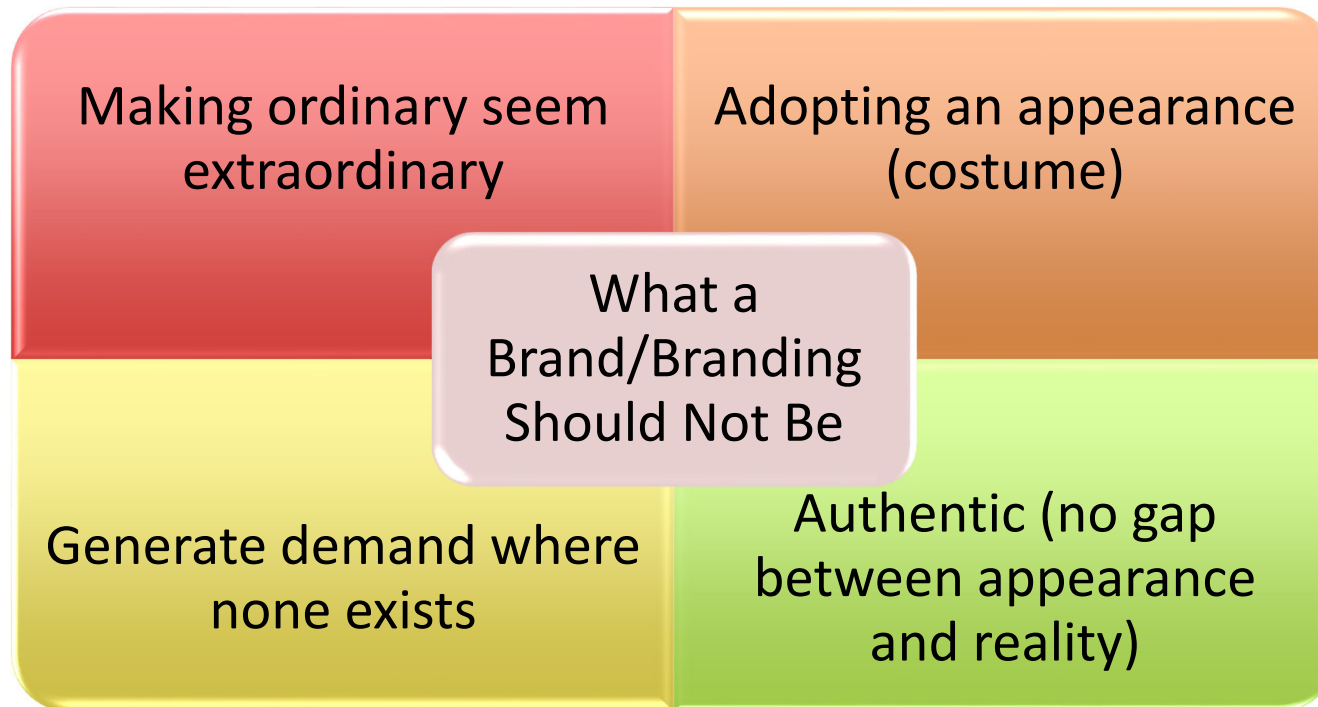 Making ordinary seem
extraordinary
Adopting an appearance
(costume)
What a
Brand/Branding
Should Not Be
Generate demand where
none exists
Authentic (no gap
between appearance
and reality)